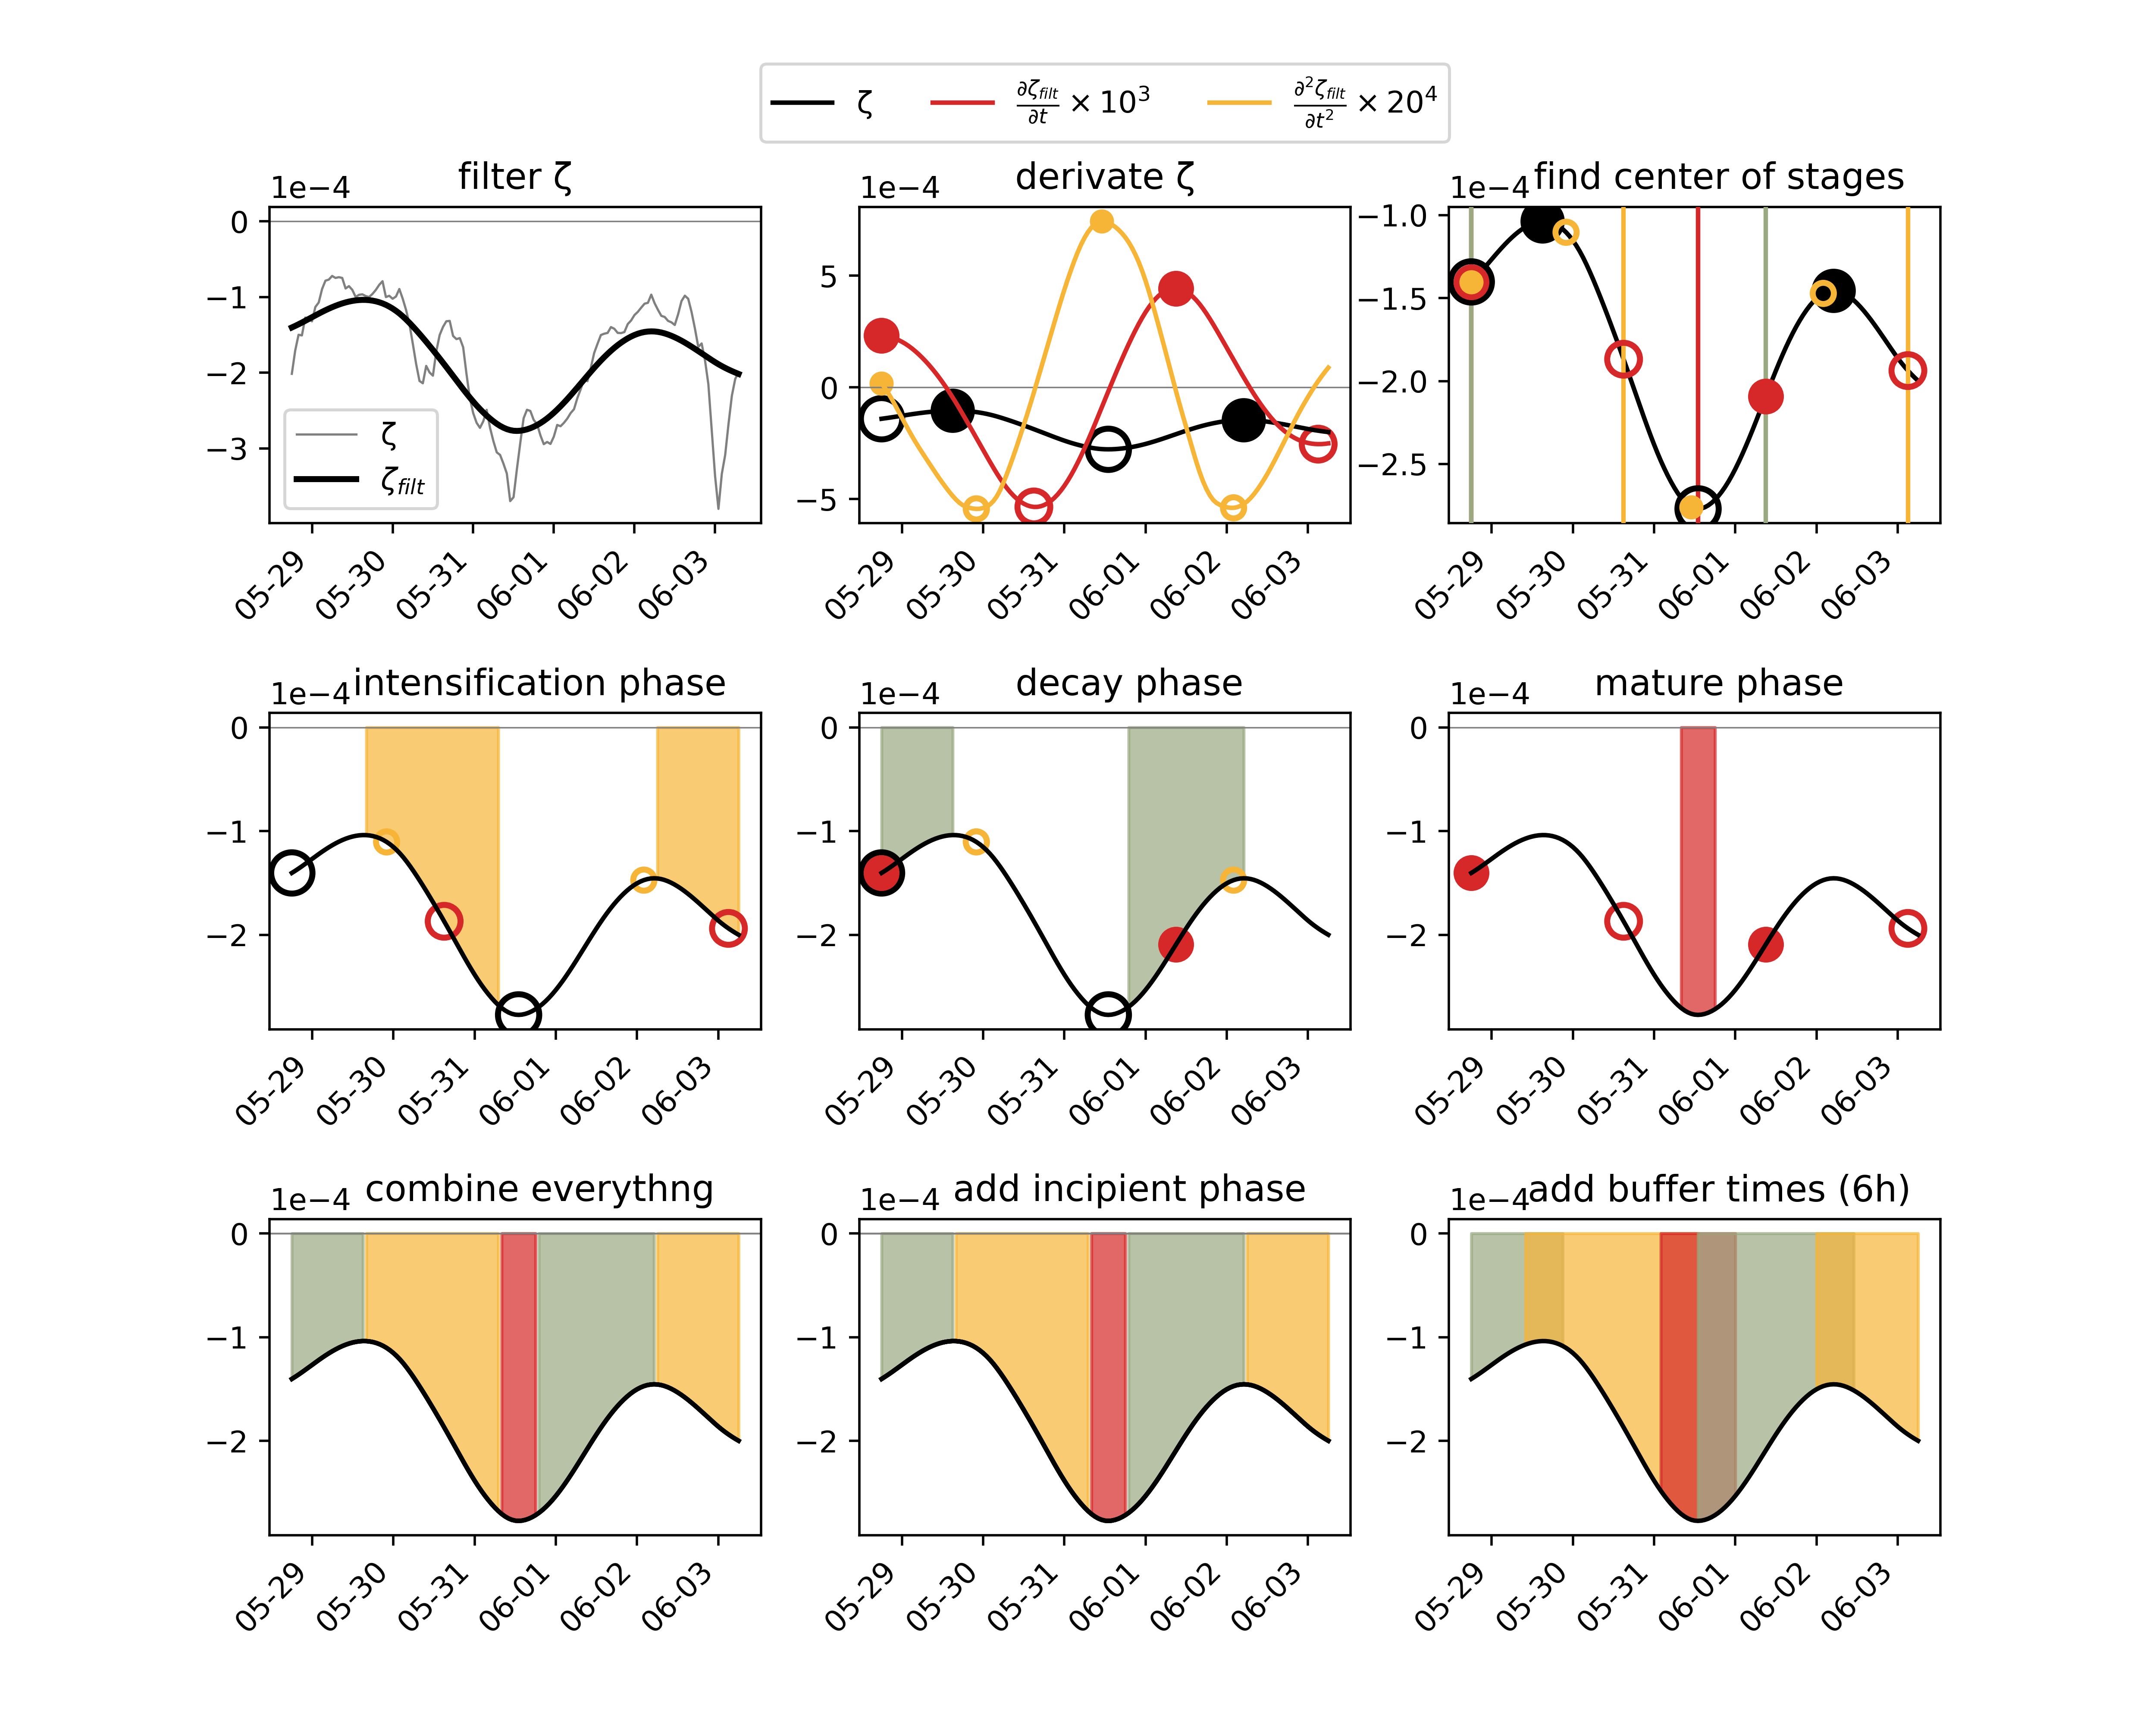 ζ ∂ζ_filt/∂t × 10³ ∂²ζ_filt/∂t² × 20⁴
filter ζ
1e−4
0
−1
−2
−3
ζ
ζ_filt
05-29 05-30 05-31 06-01 06-02 06-03
derivate ζ
1e−4
5
0
−5
05-29 05-30 05-31 06-01 06-02 06-03
find center of stages
1e−4
−1.0
−1.5
−2.0
−2.5
05-29 05-30 05-31 06-01 06-02 06-03
intensification phase
1e−4
0
−1
−2
05-29 05-30 05-31 06-01 06-02 06-03
decay phase
1e−4
0
−1
−2
05-29 05-30 05-31 06-01 06-02 06-03
mature phase
1e−4
0
−1
−2
05-29 05-30 05-31 06-01 06-02 06-03
combine everythng
1e−4
0
−1
−2
05-29 05-30 05-31 06-01 06-02 06-03
add incipient phase
1e−4
0
−1
−2
05-29 05-30 05-31 06-01 06-02 06-03
add buffer times (6h)
1e−4
0
−1
−2
05-29 05-30 05-31 06-01 06-02 06-03